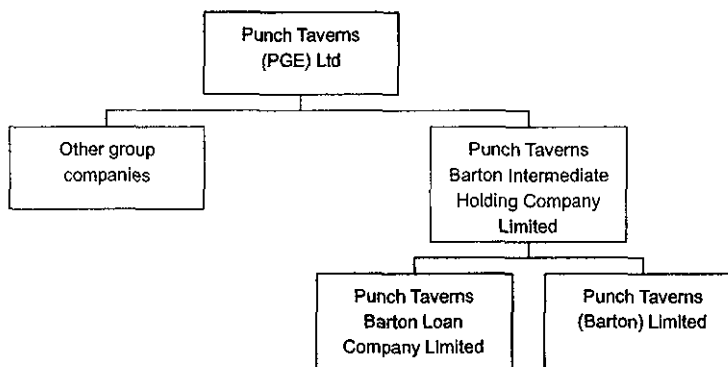 Punch Taverns
(PGE) Ltd
Other group
companies
Punch Taverns
Barton Intermediate
Holding Company
Limited
Punch Taverns
Barton Loan
Company Limited
Punch Taverns
(Barton) Limited